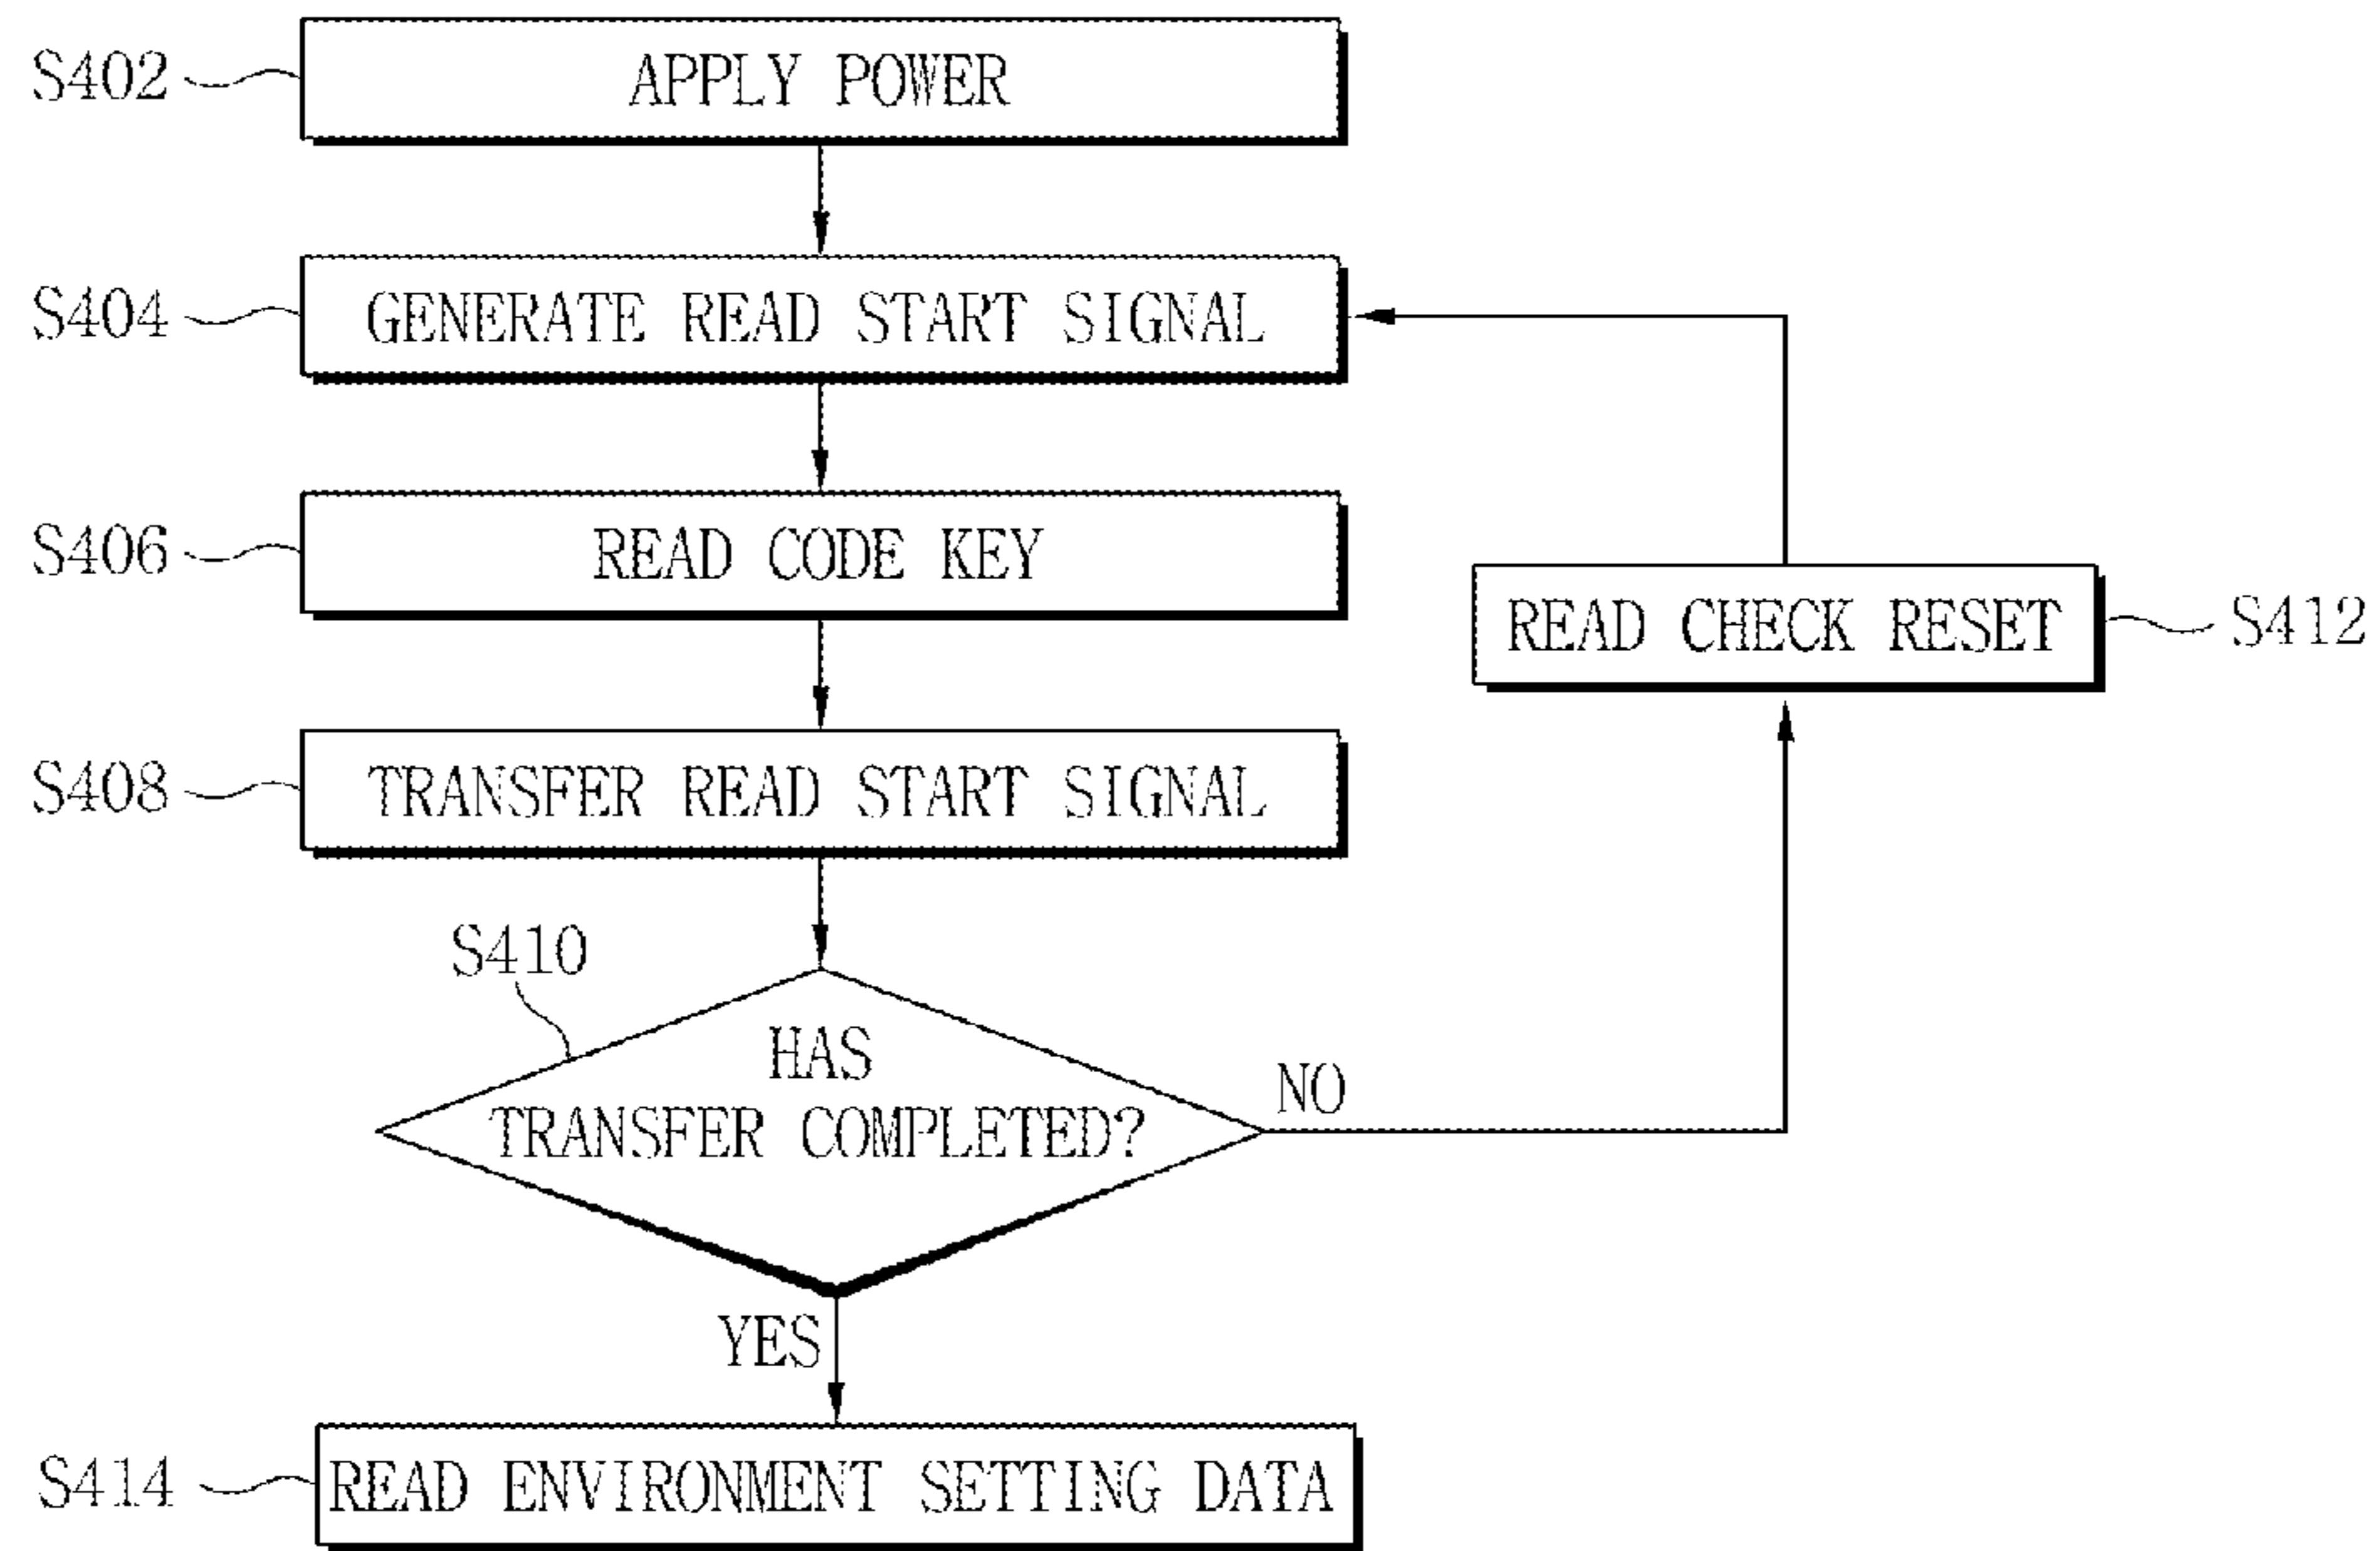 S402
APPLY POWER
S404
GENERATE READ START SIGNAL
S406
READ CODE KEY
READ CHECK RESET
S412
S408
TRANSFER READ START SIGNAL
S410
HAS
TRANSFER COMPLETED?
NO
YES
S414
READ ENVIRONMENT SETTING DATA